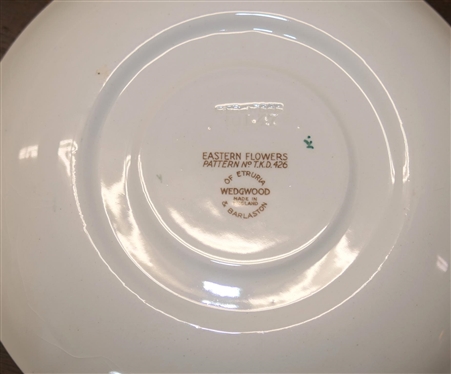 EASTERN FLOWERS
PATTERN Nº T.K.D. 426
OF ETRURIA
WEDGWOOD
MADE IN
ENGLAND
& BARLASTON